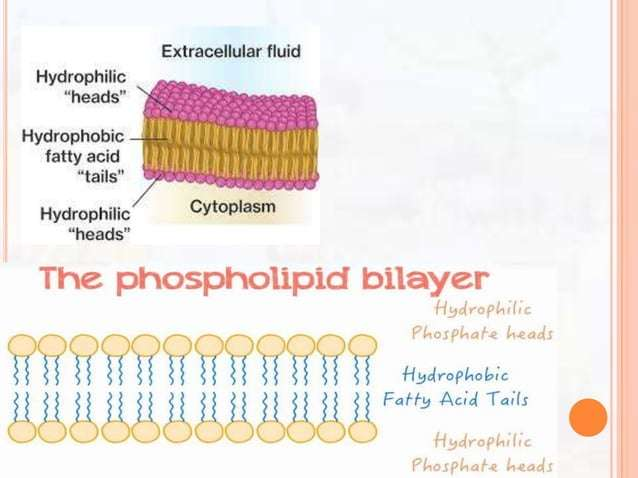 Extracellular fluid
Hydrophilic
“heads”
Hydrophobic
fatty acid
“tails”
Hydrophilic
“heads”
Cytoplasm
The phospholipid bilayer
Hydrophilic
Phosphate heads
Hydrophobic
Fatty Acid Tails
Hydrophilic
Phosphate heads